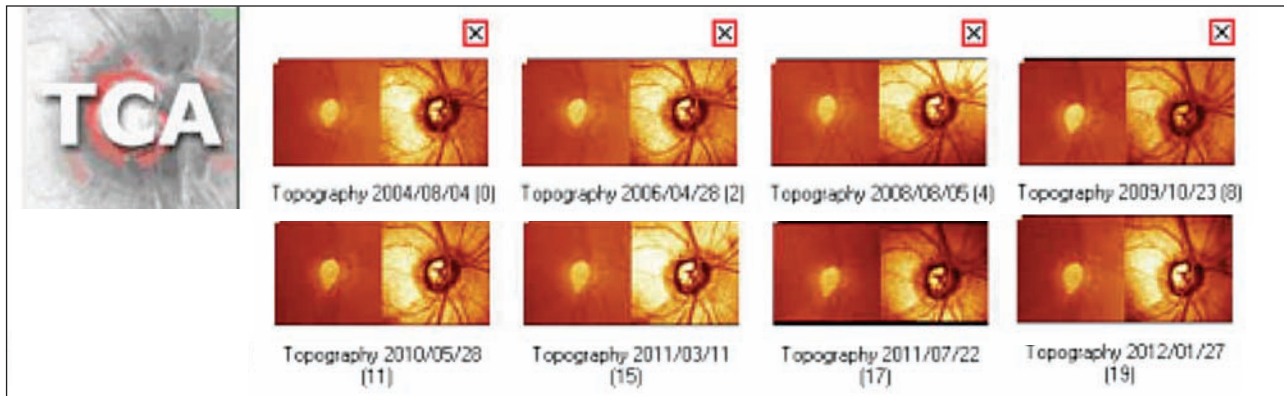 TCA
Topography 2004/08/04 (0)
Topography 2006/04/28 (2)
Topography 2008/08/05 (4)
Topography 2009/10/23 (8)
Topography 2010/05/28
(11)
Topography 2011/03/11
(15)
Topography 2011/07/22
(17)
Topography 2012/01/27
(19)